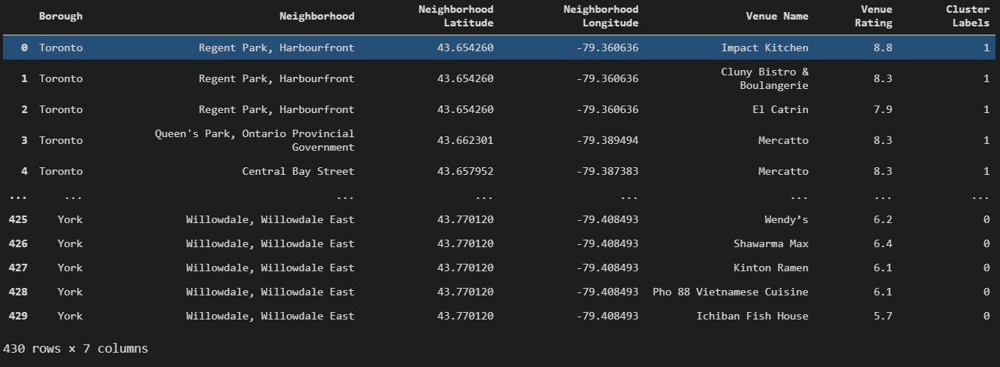 Borough Neighborhood Neighborhood Latitude Neighborhood Longitude Venue Name Venue Rating Cluster Labels
0 Toronto Regent Park, Harbourfront 43.654260 -79.360636 Impact Kitchen 8.8 1
1 Toronto Regent Park, Harbourfront 43.654260 -79.360636 Cluny Bistro & Boulangerie 8.3 1
2 Toronto Regent Park, Harbourfront 43.654260 -79.360636 El Catrin 7.9 1
3 Toronto Queen's Park, Ontario Provincial Government 43.662301 -79.389494 Mercatto 8.3 1
4 Toronto Central Bay Street 43.657952 -79.387383 Mercatto 8.3 1
... ... ... ... ... ... ... ...
425 York Willowdale, Willowdale East 43.770120 -79.408493 Wendy’s 6.2 0
426 York Willowdale, Willowdale East 43.770120 -79.408493 Shawarma Max 6.4 0
427 York Willowdale, Willowdale East 43.770120 -79.408493 Kinton Ramen 6.1 0
428 York Willowdale, Willowdale East 43.770120 -79.408493 Pho 88 Vietnamese Cuisine 6.1 0
429 York Willowdale, Willowdale East 43.770120 -79.408493 Ichiban Fish House 5.7 0
430 rows × 7 columns